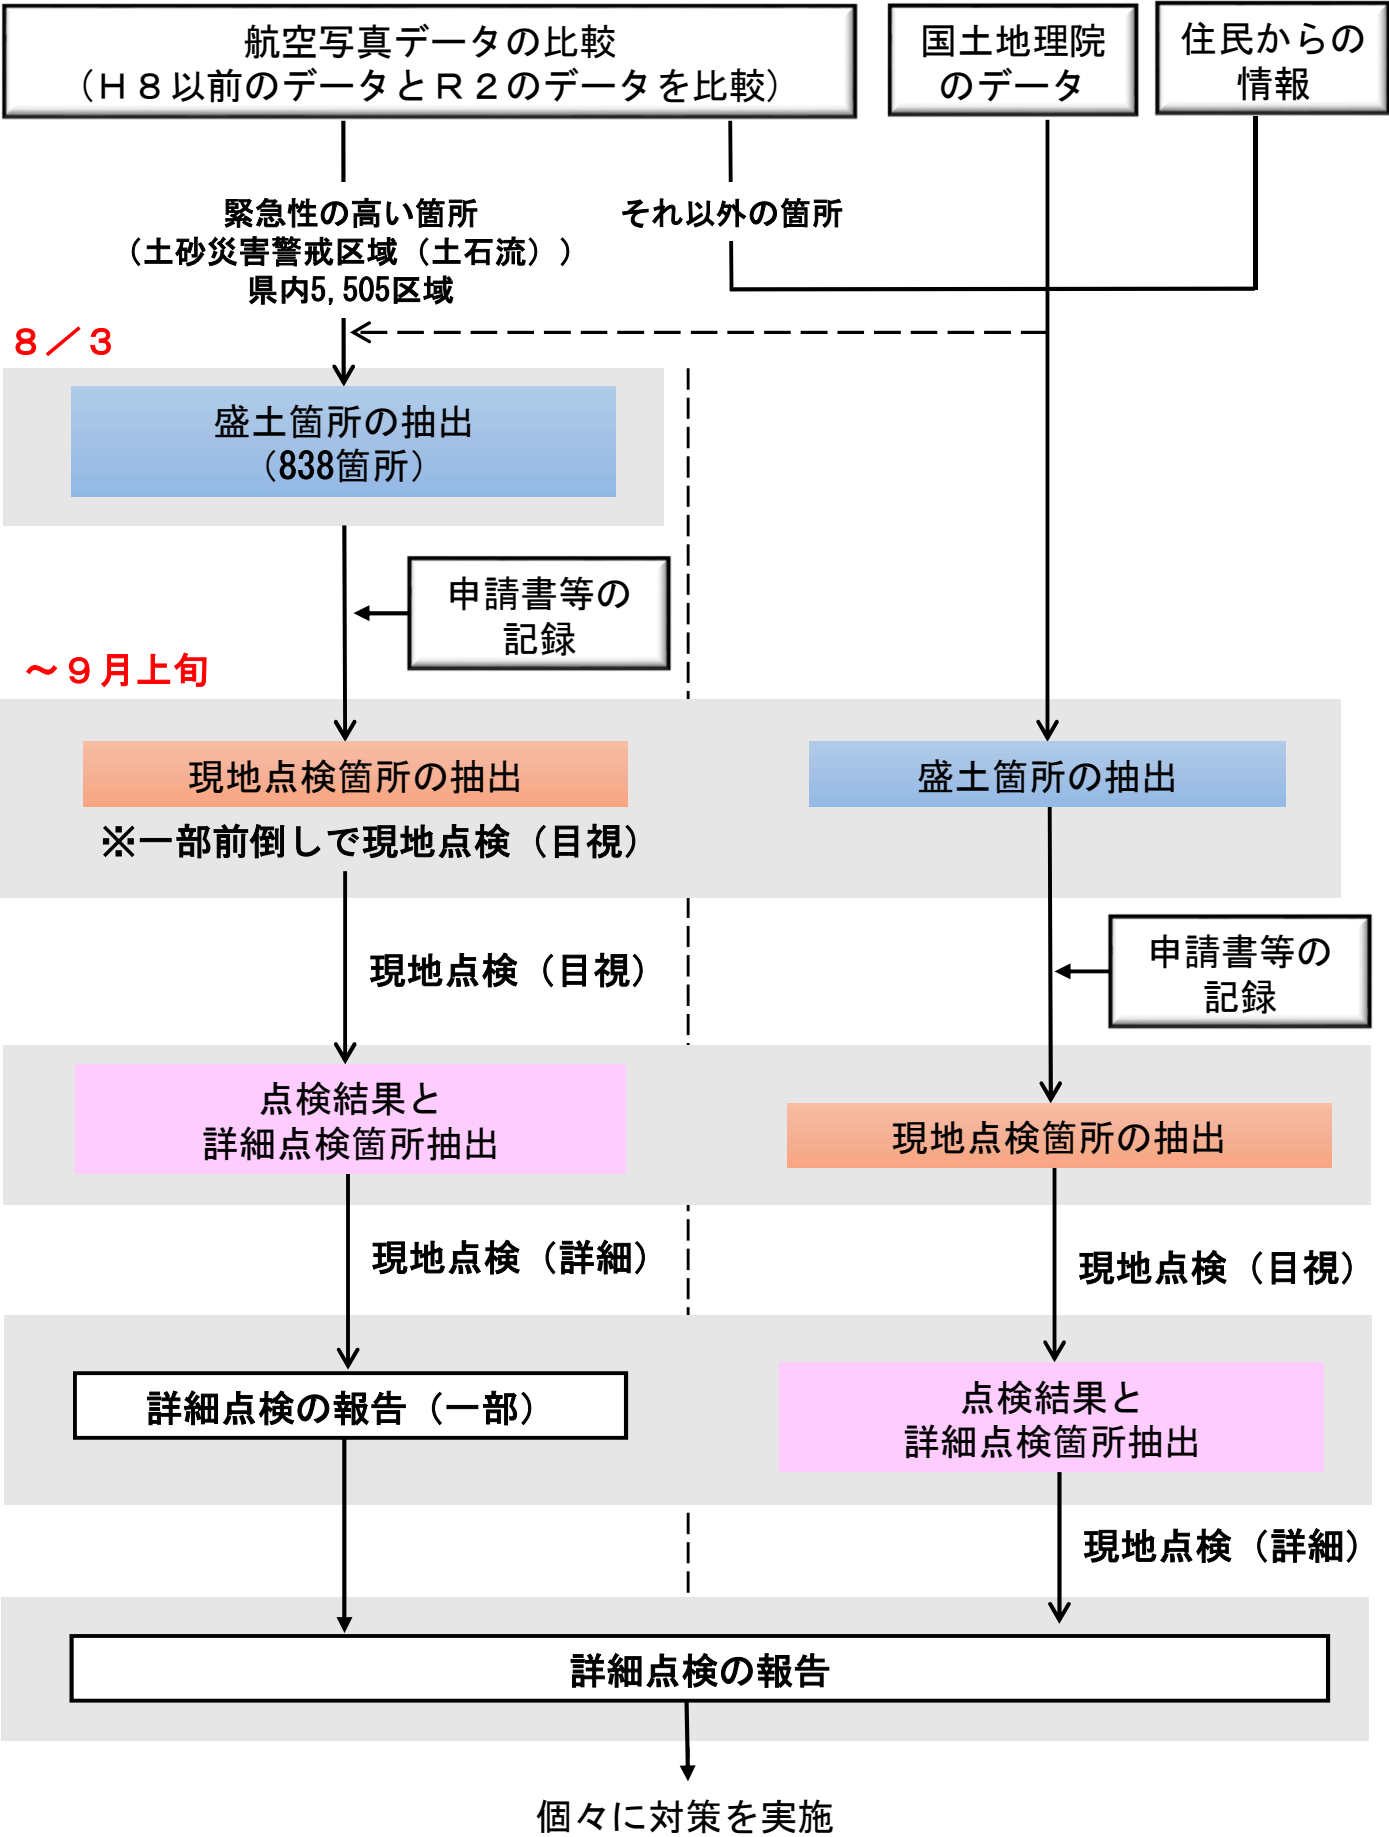 航空写真データの比較
（Ｈ８以前のデータとＲ２のデータを比較）
国土地理院
のデータ
住民からの
情報
緊急性の高い箇所
（土砂災害警戒区域（土石流））
県内5,505区域
それ以外の箇所
８／３
盛土箇所の抽出
（838箇所）
申請書等の
記録
～９月上旬
現地点検箇所の抽出
※一部前倒しで現地点検（目視）
盛土箇所の抽出
現地点検（目視）
申請書等の
記録
点検結果と
詳細点検箇所抽出
現地点検箇所の抽出
現地点検（詳細）
現地点検（目視）
詳細点検の報告（一部）
点検結果と
詳細点検箇所抽出
現地点検（詳細）
詳細点検の報告
個々に対策を実施